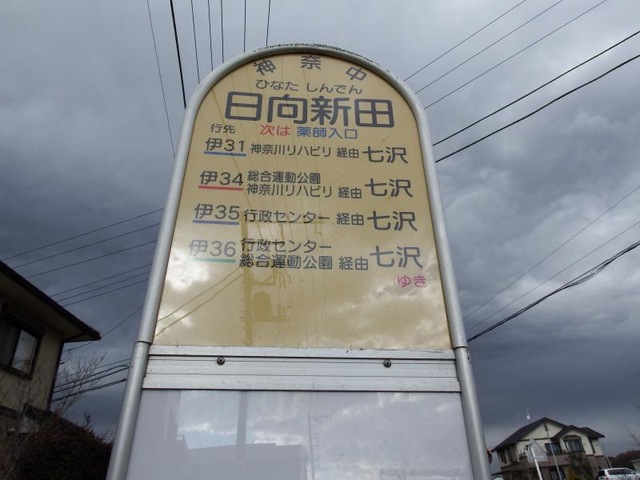 神奈中
ひなた しんでん
日向新田
行先 次は 薬師入口
伊31 神奈川リハビリ 経由 七沢
伊34 総合運動公園
神奈川リハビリ 経由 七沢
伊35 行政センター 経由 七沢
伊36 行政センター
総合運動公園 経由 七沢
ゆき